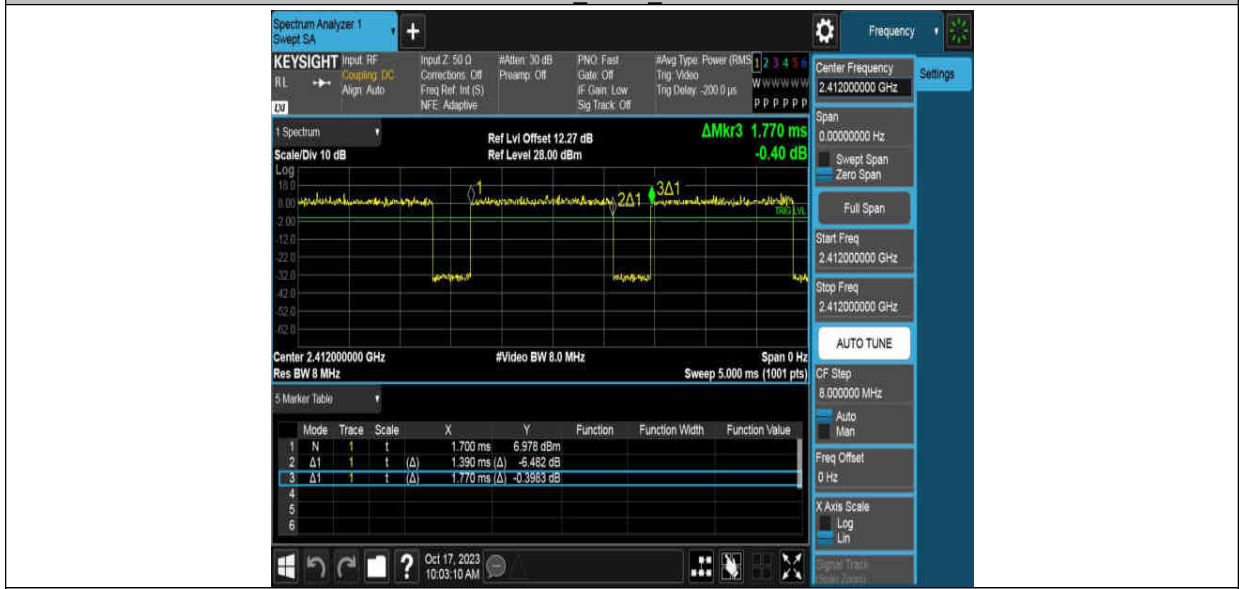 Spectrum Analyzer 1
Swept SA
+
Frequency
KEYSIGHT
RL
LXI
Input: RF
Coupling: DC
Align: Auto
Input Z: 50 Ω
Corrections: Off
Freq Ref: Int (S)
NFE: Adaptive
#Atten: 30 dB
Preamp: Off
PNO: Fast
Gate: Off
IF Gain: Low
Sig Track: Off
#Avg Type: Power (RMS
Trig: Video
Trig Delay: -200.0 µs
1 2 3 4 5 6
W W W W W W
P P P P P P
1 Spectrum
Scale/Div 10 dB
Ref Lvl Offset 12.27 dB
Ref Level 28.00 dBm
ΔMkr3 1.770 ms
-0.40 dB
Log
18.0
8.00
-2.00
-12.0
-22.0
-32.0
-42.0
-52.0
-62.0
1
2Δ1
3Δ1
TRIG LVL
Center 2.412000000 GHz
#Video BW 8.0 MHz
Span 0 Hz
Res BW 8 MHz
Sweep 5.000 ms (1001 pts)
5 Marker Table
Mode Trace Scale X Y Function Function Width Function Value
1 N 1 t 1.700 ms 6.978 dBm
2 Δ1 1 t (Δ) 1.390 ms (Δ) -6.482 dB
3 Δ1 1 t (Δ) 1.770 ms (Δ) -0.3983 dB
4
5
6
?
Oct 17, 2023
10:03:10 AM
Center Frequency
2.412000000 GHz
Settings
Span
0.00000000 Hz
Swept Span
Zero Span
Full Span
Start Freq
2.412000000 GHz
Stop Freq
2.412000000 GHz
AUTO TUNE
CF Step
8.000000 MHz
Auto
Man
Freq Offset
0 Hz
X Axis Scale
Log
Lin
Signal Track
(Span Zoom)